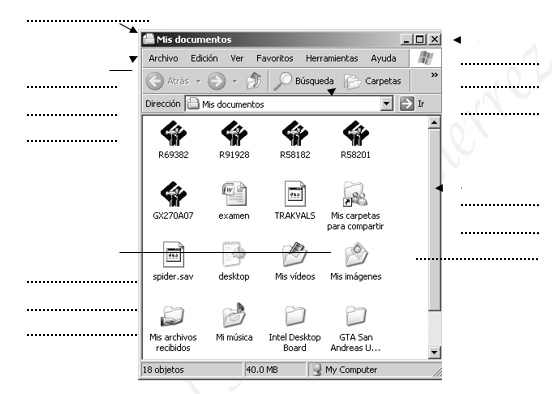 Mis documentos
Archivo Edición Ver Favoritos Herramientas Ayuda
Atrás Búsqueda Carpetas »
Dirección Mis documentos Ir
R69382 R91928 R58182 R58201
GX270A07 examen TRAKVALS Mis carpetas
para compartir
spider.sav desktop Mis vídeos Mis imágenes
Mis archivos Mi música Intel Desktop GTA San
recibidos Board Andreas U...
18 objetos 40.0 MB My Computer